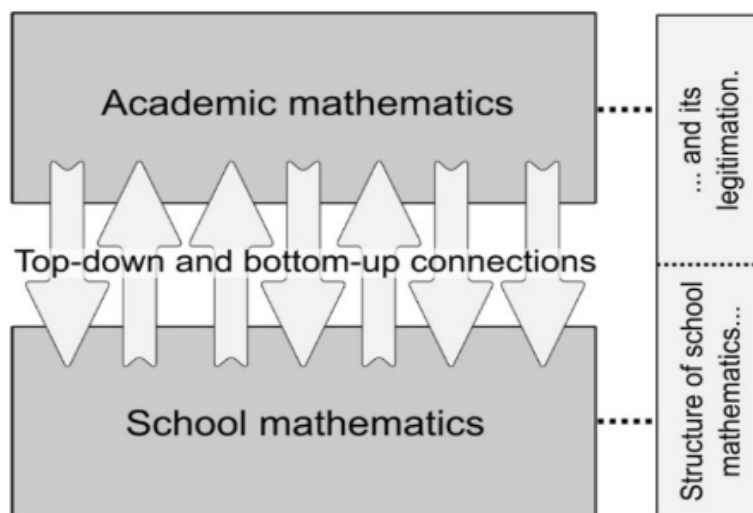 Academic mathematics
Top-down and bottom-up connections
School mathematics
Structure of school
mathematics...
... and its
legitimation.